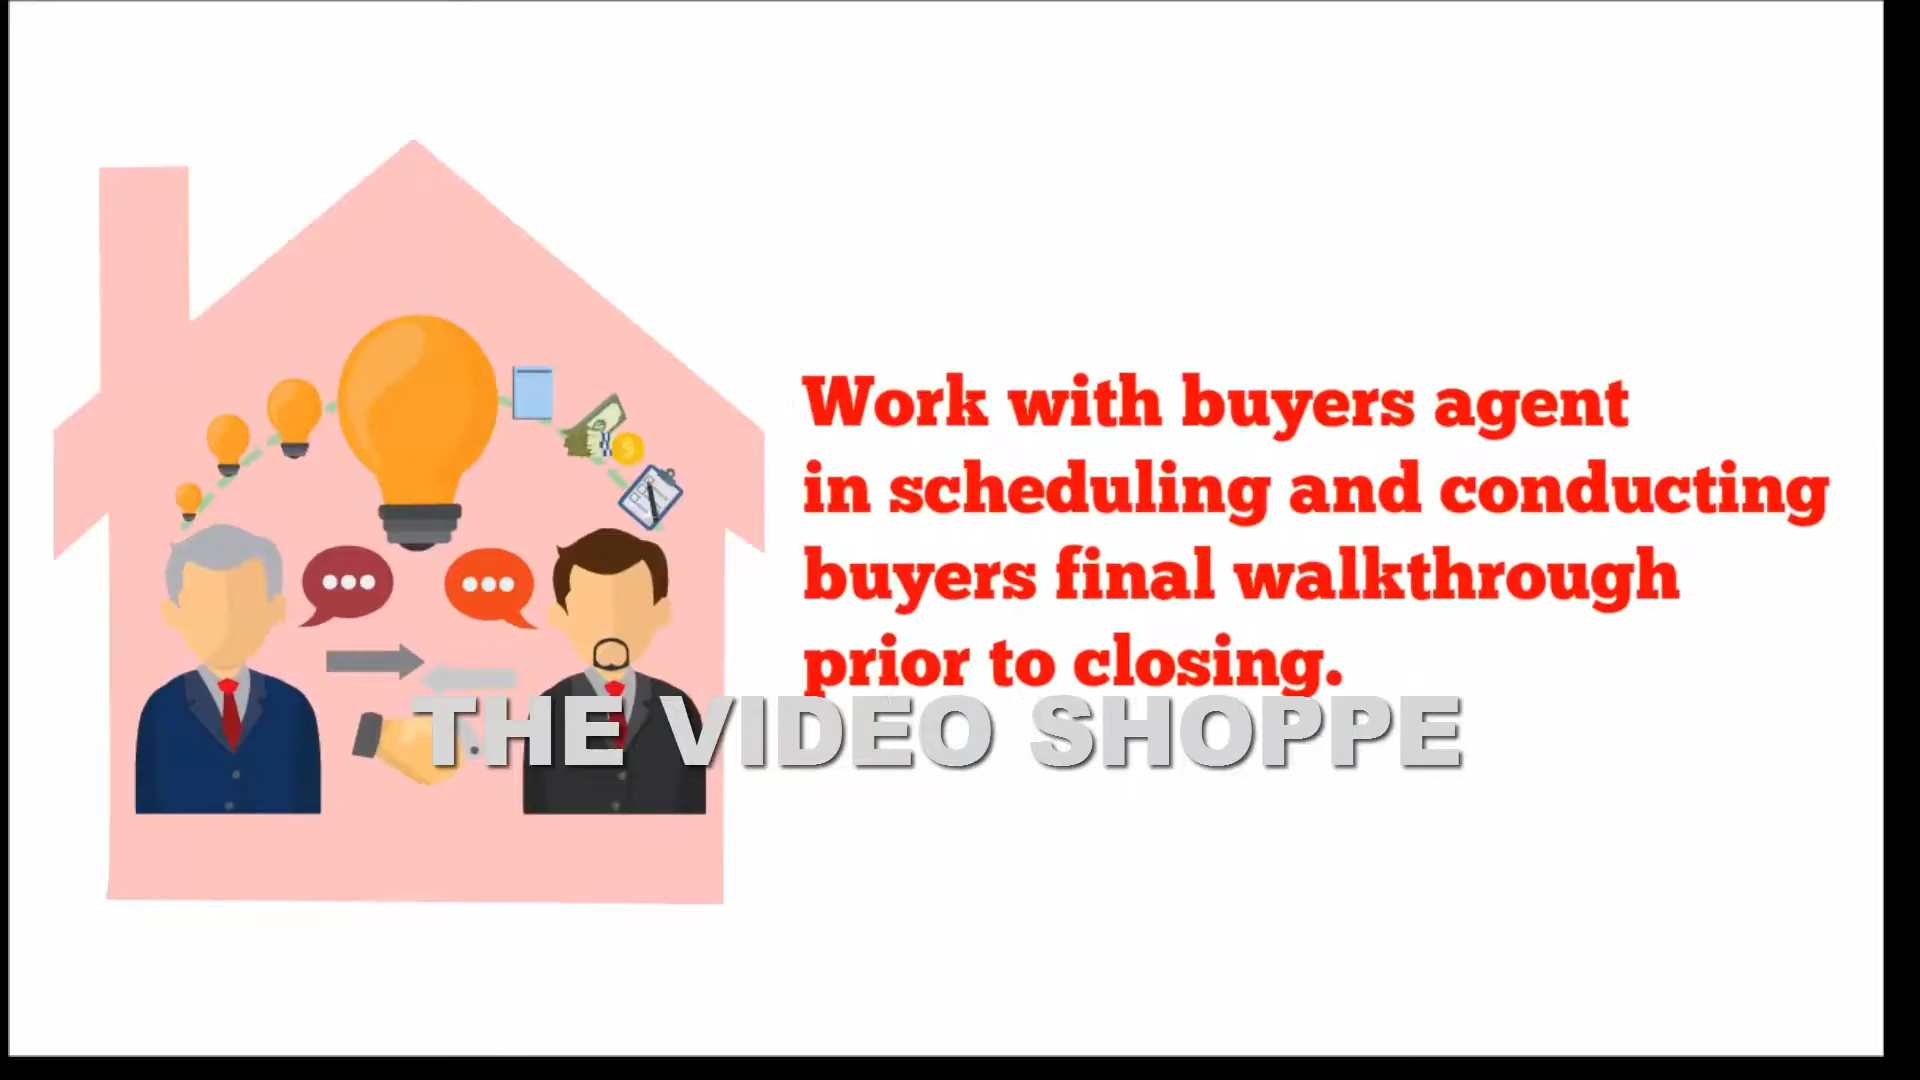 Work with buyers agent
in scheduling and conducting
buyers final walkthrough
prior to closing.
THE VIDEO SHOPPE